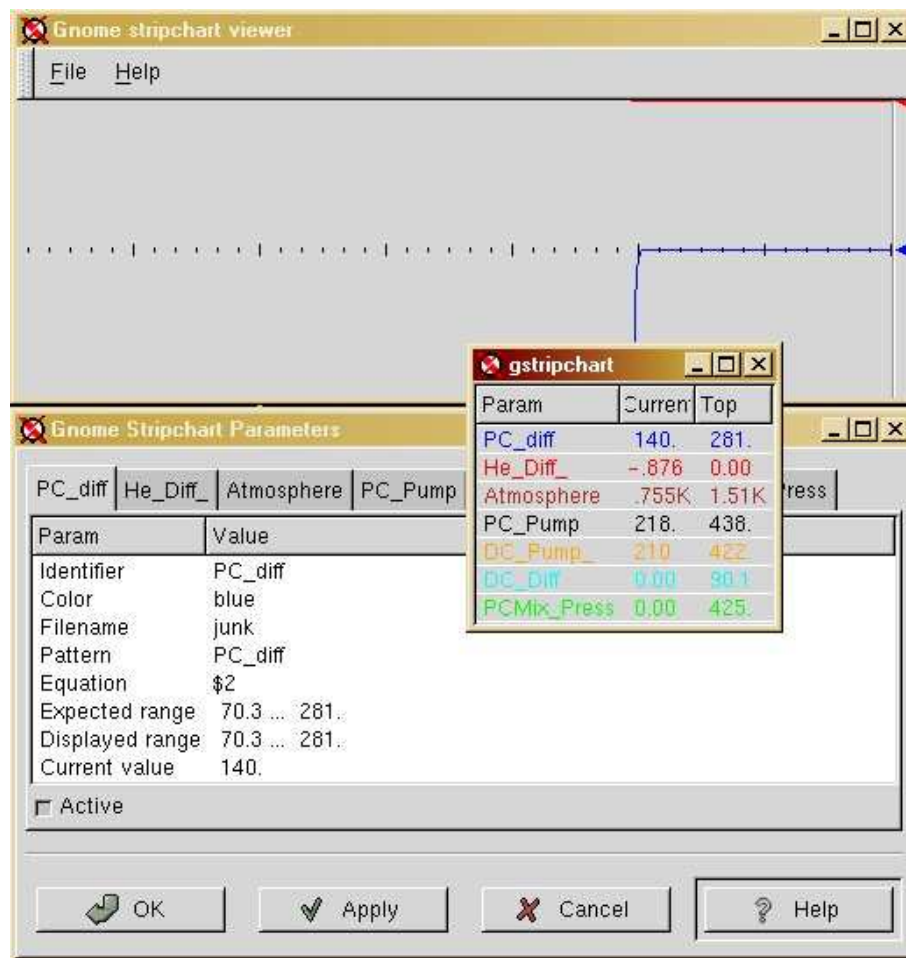 Gnome stripchart viewer
File Help
gstripchart
Param Curren Top
PC_diff 140. 281.
He_Diff_ -.876 0.00
Atmosphere .755K 1.51K
PC_Pump 218. 438.
DC_Pump_ 210 422.
DC_Diff 0.00 90.1
PCMix_Press 0.00 425.
Gnome Stripchart Parameters
PC_diff He_Diff_ Atmosphere PC_Pump ress
Param Value
Identifier PC_diff
Color blue
Filename junk
Pattern PC_diff
Equation $2
Expected range 70.3 ... 281.
Displayed range 70.3 ... 281.
Current value 140.
Active
OK Apply Cancel Help